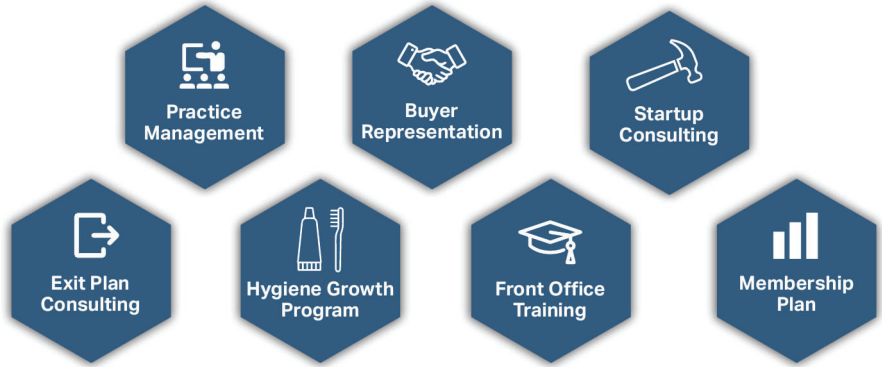 Practice
Management
Buyer
Representation
Startup
Consulting
Exit Plan
Consulting
Hygiene Growth
Program
Front Office
Training
Membership
Plan